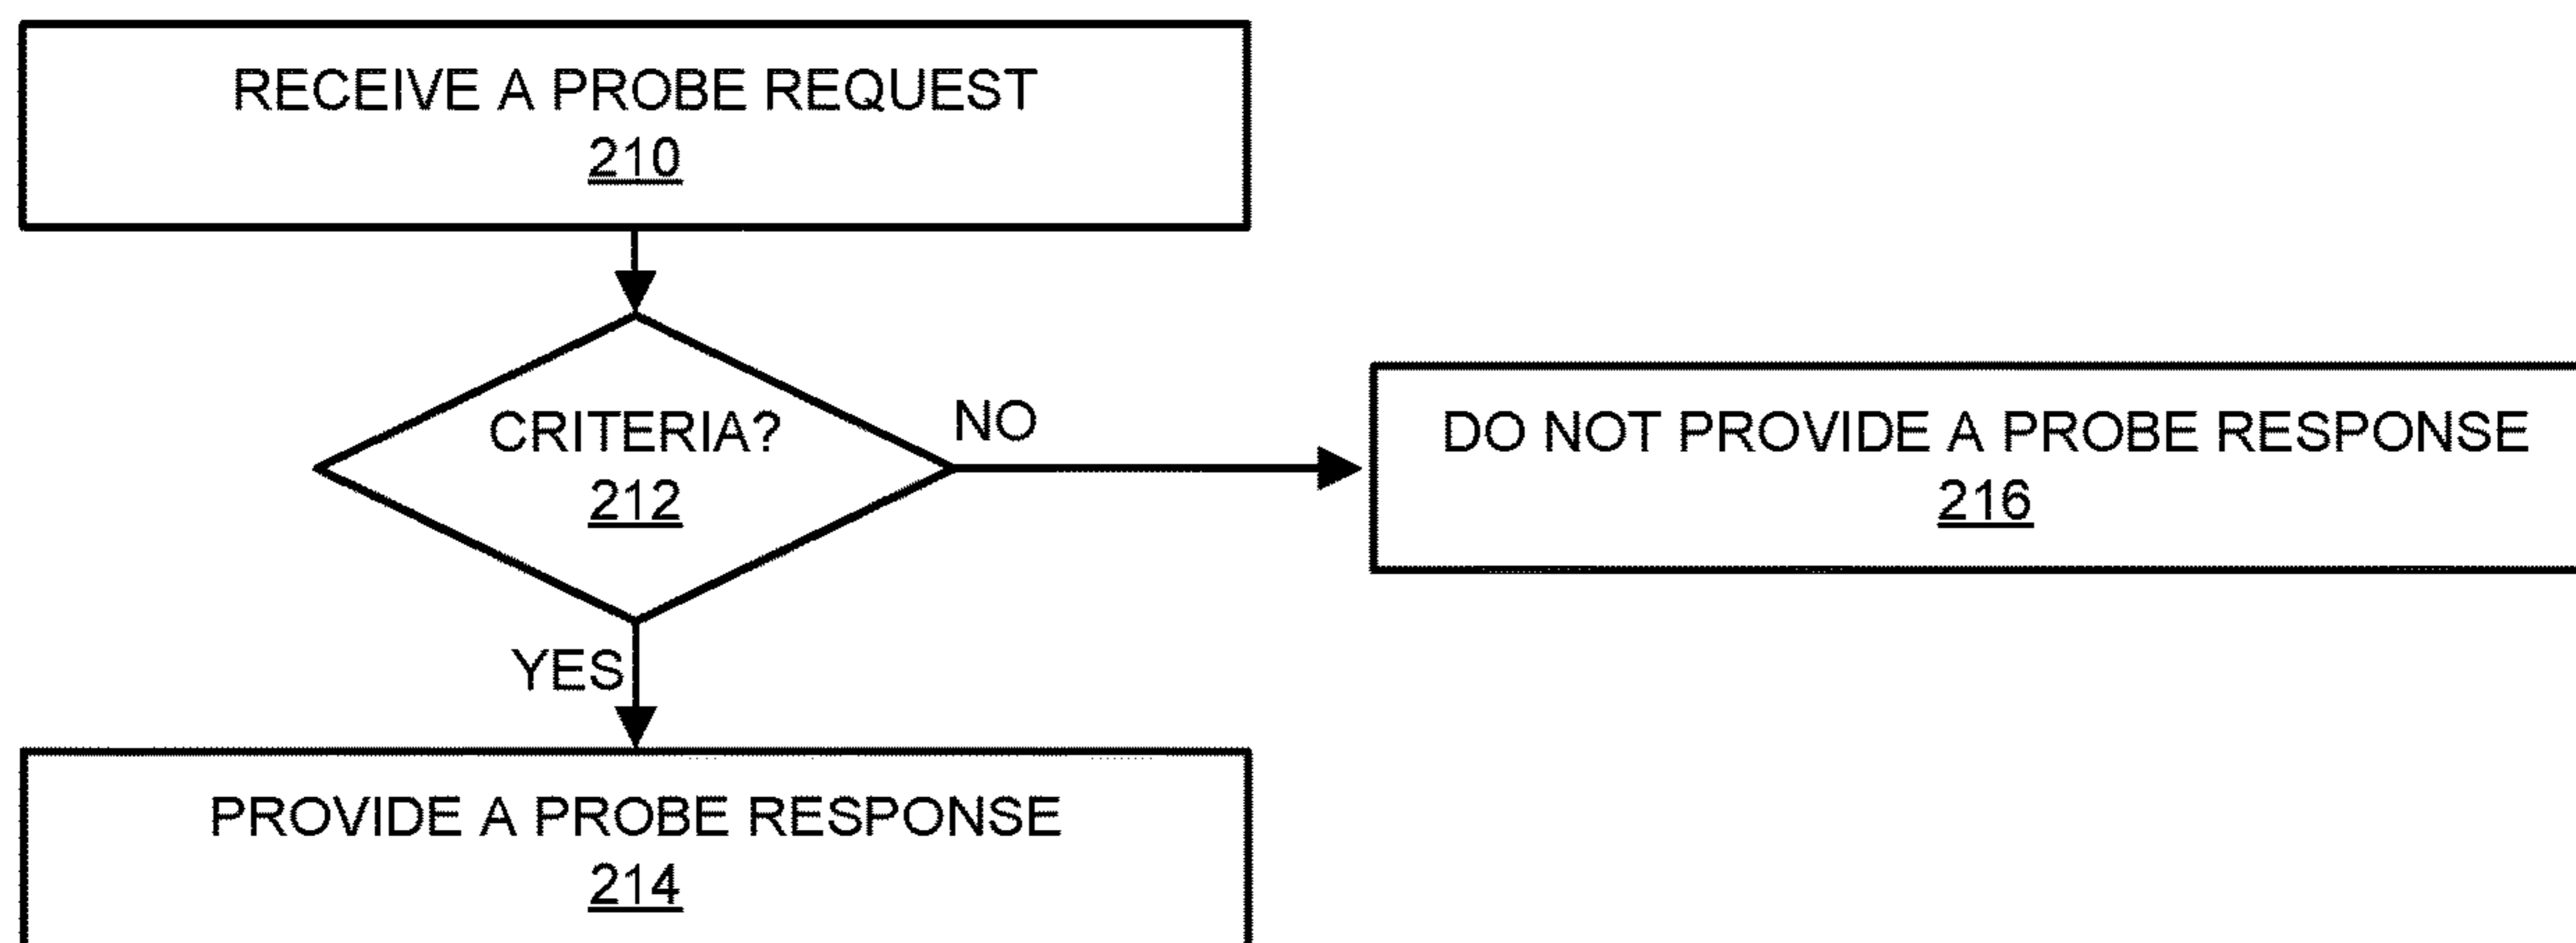 RECEIVE A PROBE REQUEST
210
CRITERIA?
212
NO
DO NOT PROVIDE A PROBE RESPONSE
216
YES
PROVIDE A PROBE RESPONSE
214